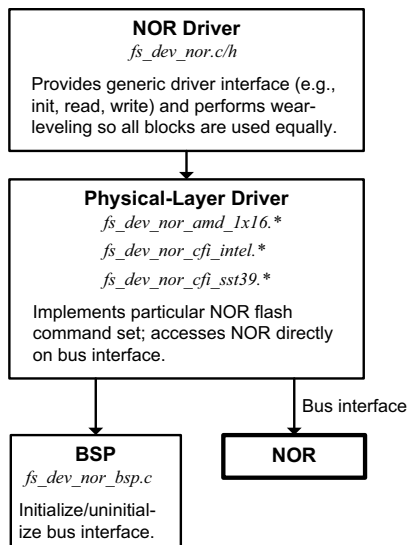 NOR Driver
fs_dev_nor.c/h
Provides generic driver interface (e.g.,
init, read, write) and performs wear-
leveling so all blocks are used equally.
Physical-Layer Driver
fs_dev_nor_amd_1x16.*
fs_dev_nor_cfi_intel.*
fs_dev_nor_cfi_sst39.*
Implements particular NOR flash
command set; accesses NOR directly
on bus interface.
Bus interface
BSP
fs_dev_nor_bsp.c
Initialize/uninitial-
ize bus interface.
NOR